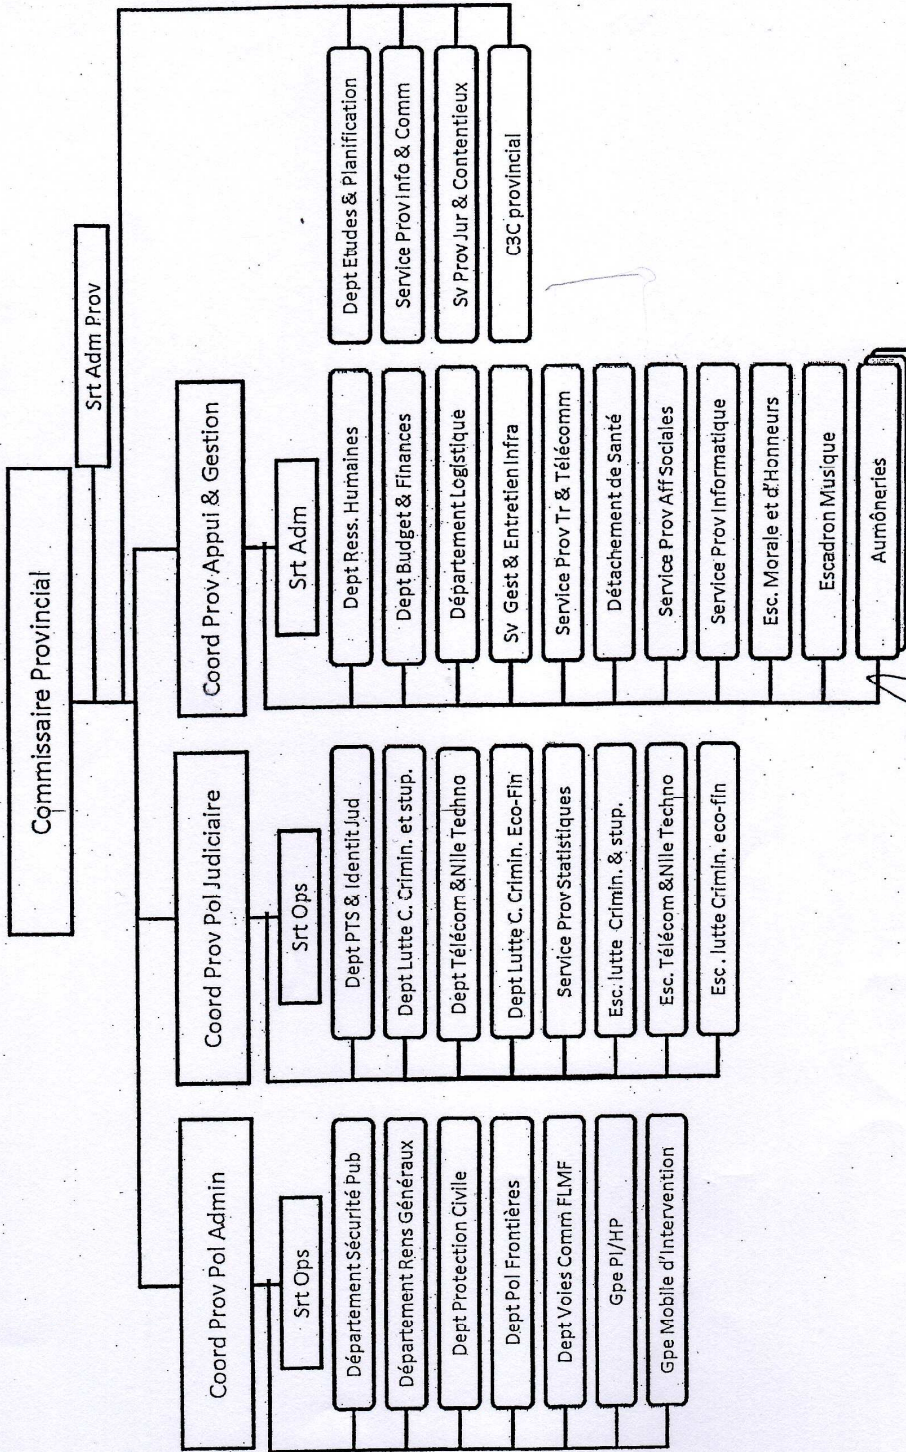 Commissaire Provincial
Srt Adm Prov
Coord Prov Pol Admin
Srt Ops
Département Sécurité Pub
Département Rens Généraux
Dept Protection Civile
Dept Pol Frontières
Dept Voies Comm FLMF
Gpe PI/HP
Gpe Mobile d'Intervention
Coord Prov Pol Judiciaire
Srt Ops
Dept PTS & Identit Jud
Dept Lutte C. Crimin. et stup.
Dept Télécom & Nlle Techno
Dept Lutte C. Crimin. Eco-Fin
Service Prov Statistiques
Esc. lutte Crimin. & stup.
Esc. Télécom & Nlle Techno
Esc. lutte Crimin. eco-fin
Coord Prov Appui & Gestion
Srt Adm
Dept Ress. Humaines
Dept Budget & Finances
Département Logistique
Sv Gest & Entretien Infra
Service Prov Tr & Télécomm
Détachement de Santé
Service Prov Aff Sociales
Service Prov Informatique
Esc. Morale et d'Honneurs
Escadron Musique
Aumôneries
Dept Etudes & Planification
Service Prov Info & Comm
Sv Prov Jur & Contentieux
C3C provincial